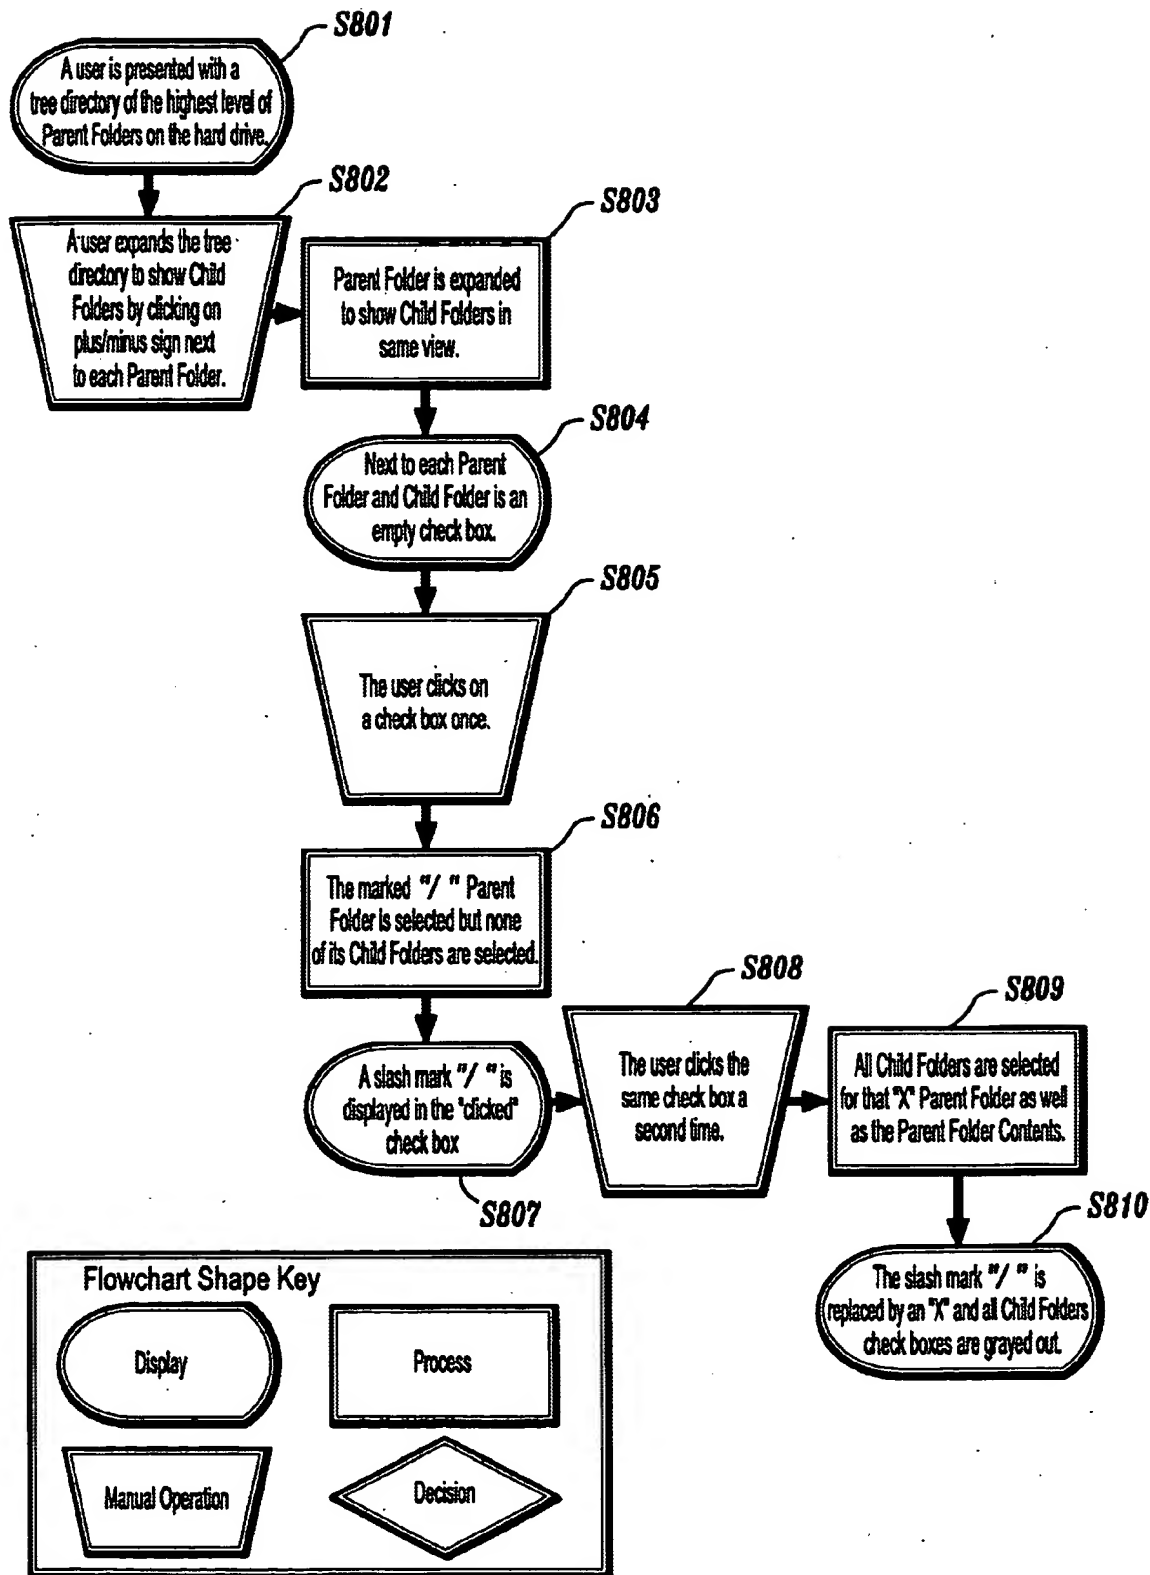 S801
A user is presented with a
tree directory of the highest level of
Parent Folders on the hard drive.
S802
A user expands the tree
directory to show Child
Folders by clicking on
plus/minus sign next
to each Parent Folder.
S803
Parent Folder is expanded
to show Child Folders in
same view.
S804
Next to each Parent
Folder and Child Folder is an
empty check box.
S805
The user clicks on
a check box once.
S806
The marked "/ " Parent
Folder is selected but none
of its Child Folders are selected.
A slash mark "/ " is
displayed in the "clicked"
check box
S807
S808
The user clicks the
same check box a
second time.
S809
All Child Folders are selected
for that "X" Parent Folder as well
as the Parent Folder Contents.
S810
The slash mark "/ " is
replaced by an "X" and all Child Folders
check boxes are grayed out.
Flowchart Shape Key
Display
Process
Manual Operation
Decision